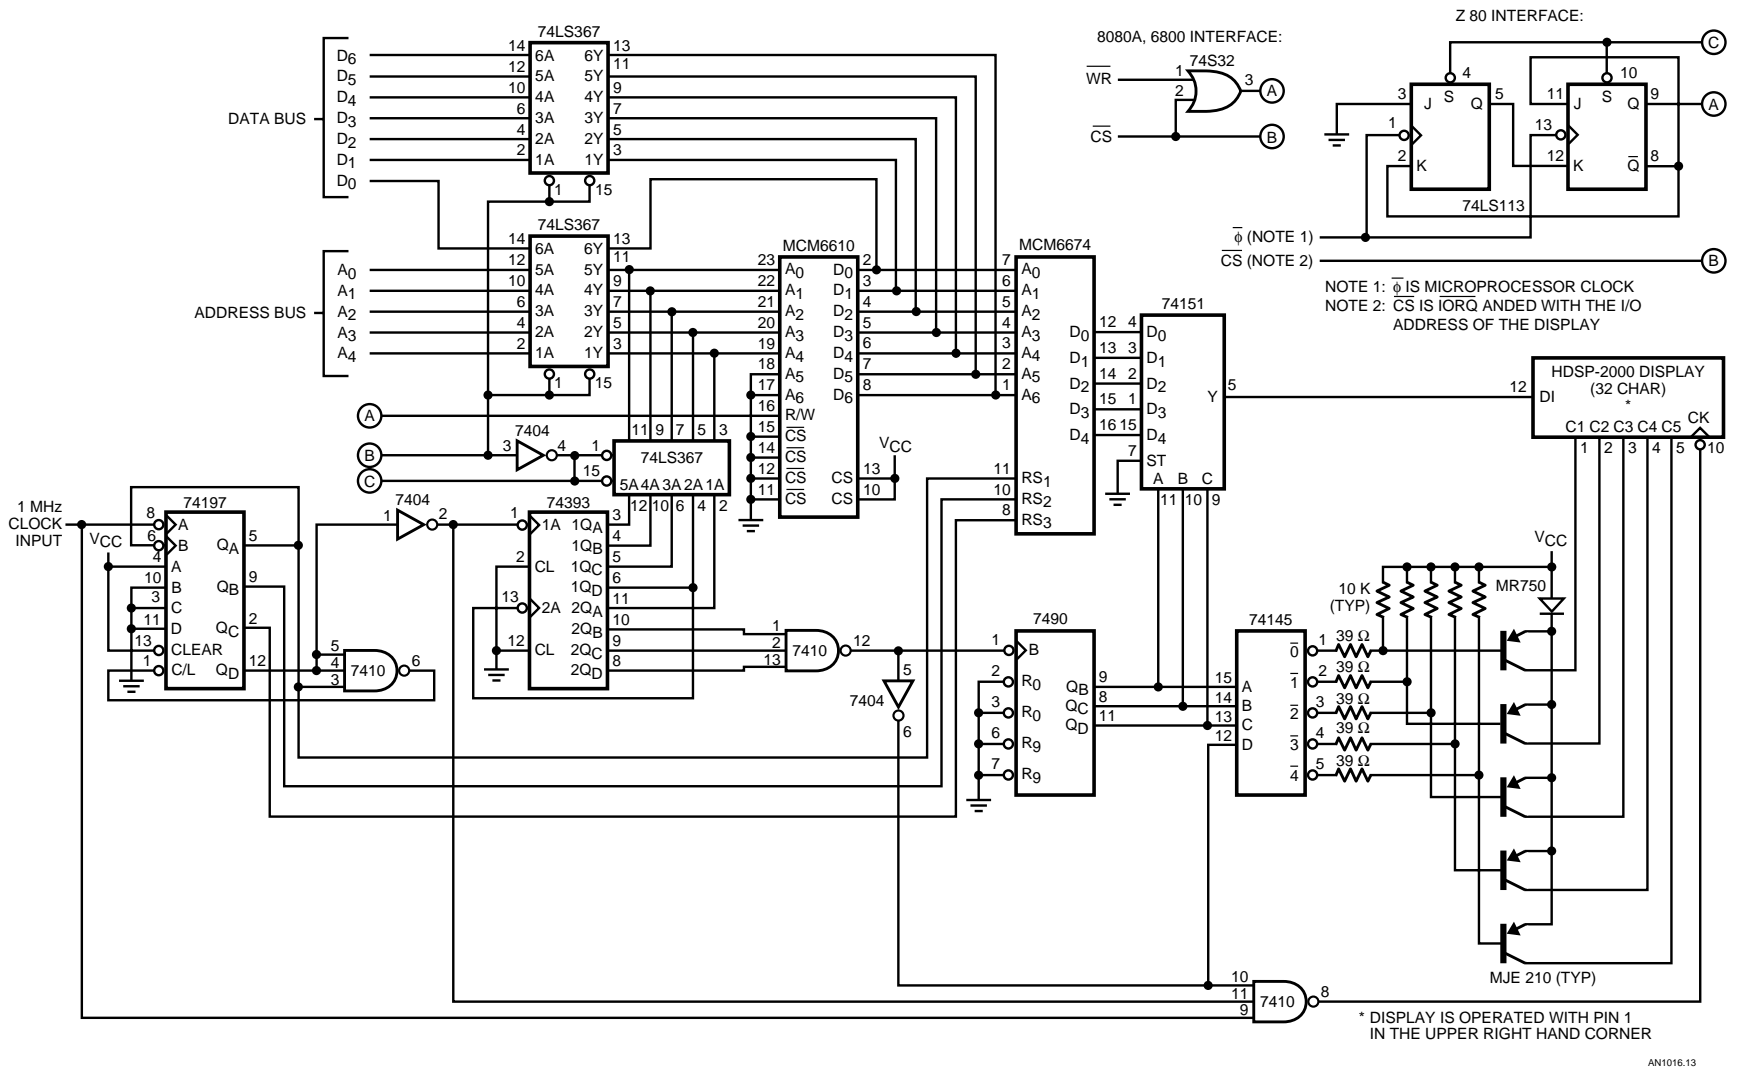 74LS367
DATA BUS
D6
D5
D4
D3
D2
D1
D0
14 6A 6Y 13
12 5A 5Y 11
10 4A 4Y 9
6 3A 3Y 7
4 2A 2Y 5
2 1A 1Y 3
1 15
74LS367
ADDRESS BUS
A0
A1
A2
A3
A4
14 6A 6Y 13
12 5A 5Y 11
10 4A 4Y 9
6 3A 3Y 7
4 2A 2Y 5
2 1A 1Y 3
1 15
8080A, 6800 INTERFACE:
74S32
WR
CS
1
2
3
A
B
Z 80 INTERFACE:
C
4 10
3 J S Q 5
1
2 K
11 J S Q 9
13
12 K Q 8
A
74LS113
φ (NOTE 1)
CS (NOTE 2)
B
NOTE 1: φ IS MICROPROCESSOR CLOCK
NOTE 2: CS IS IORQ ANDED WITH THE I/O
ADDRESS OF THE DISPLAY
MCM6610
23 A0 D0 2
22 A1 D1 3
21 A2 D2 4
20 A3 D3 5
19 A4 D4 6
18 A5 D5 7
17 A6 D6 8
16 R/W
15 CS
14 CS
12 CS CS 13
11 CS CS 10
VCC
MCM6674
7 A0
6 A1
5 A2
4 A3 D0 12
3 A4 D1 13
2 A5 D2 14
1 A6 D3 15
D4 16
11 RS1
10 RS2
8 RS3
74151
4 D0
3 D1
2 D2
1 D3
15 D4
7 ST
Y 5
A B C
11 10 9
HDSP-2000 DISPLAY
(32 CHAR)
*
12 DI
CK
C1 C2 C3 C4 C5
1 2 3 4 5 10
A
B
C
7404
3 4
11 9 7 5 3
1
15
74LS367
5A 4A 3A 2A 1A
12 10 6 4 2
1 MHz
CLOCK
INPUT
VCC
74197
8 A
6 B QA 5
4 A
10 B QB 9
3 C
11 D QC 2
13 CLEAR
1 C/L QD 12
7404
1 2
5
4
3
7410
6
74393
1 1A 1QA 3
1QB 4
2 CL 1QC 5
1QD 6
13 2A 2QA 11
2QB 10
12 CL 2QC 9
2QD 8
1
2
13
7410
12
7404
5
6
7490
1 B
2 R0
3 R0
6 R9
7 R9
QB 9
QC 8
QD 11
74145
15 A
14 B
13 C
12 D
0 1 39 Ω
1 2 39 Ω
2 3 39 Ω
3 4 39 Ω
4 5 39 Ω
10 K
(TYP)
VCC
MR750
MJE 210 (TYP)
10
11
9
7410
8
* DISPLAY IS OPERATED WITH PIN 1
IN THE UPPER RIGHT HAND CORNER
AN1016.13